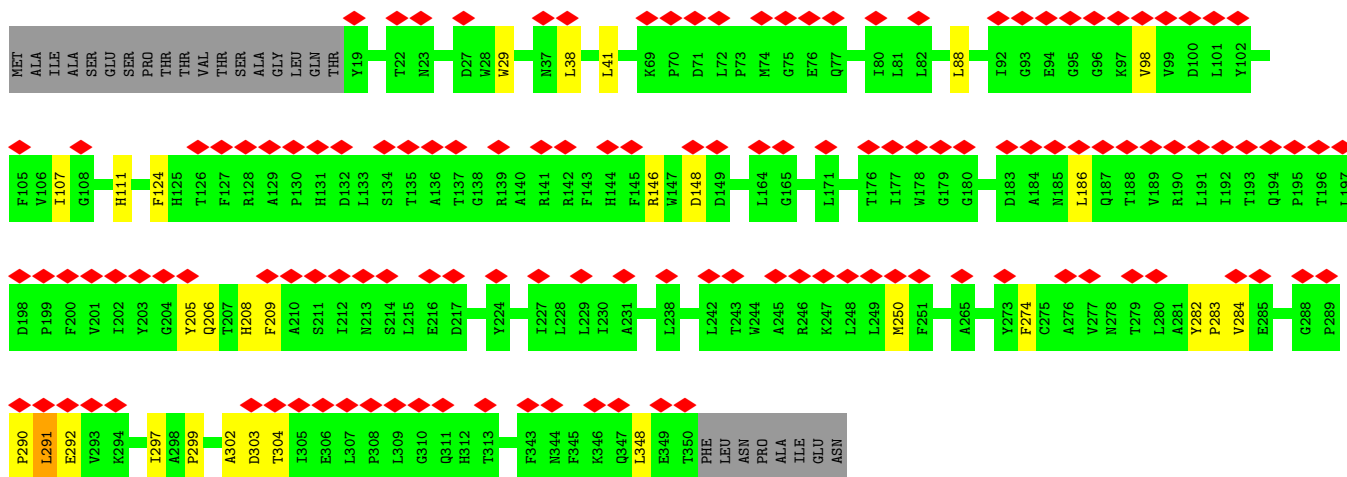 MET ALA ILE ALA SER GLU SER PRO THR THR VAL THR SER ALA GLY LEU GLN THR Y19 T22 N23 D27 W28 W29 N37 L38 L41 K69 P70 D71 L72 P73 M74 G75 E76 Q77 I80 L81 L82 L88 I92 G93 E94 G95 G96 K97 V98 V99 D100 L101 Y102
F105 V106 I107 G108 H111 F124 H125 T126 F127 R128 A129 P130 H131 D132 L133 S134 T135 A136 T137 G138 R139 A140 R141 R142 F143 H144 F145 R146 W147 D148 D149 L164 G165 L171 T176 I177 W178 G179 G180 D183 A184 N185 L186 Q187 T188 V189 R190 L191 I192 T193 Q194 P195 T196 L197
D198 P199 F200 V201 I202 Y203 G204 Y205 Q206 T207 H208 F209 A210 S211 I212 N213 S214 L215 E216 D217 Y224 L227 L228 L229 I230 A231 L238 L242 T243 W244 A245 R246 K247 L248 L249 M250 F251 A265 Y273 F274 C275 A276 V277 N278 T279 L280 A281 Y282 P283 V284 E285 G288 P289
P290 L291 E292 V293 K294 I297 A298 P299 A302 D303 T304 I305 E306 L307 P308 L309 G310 Q311 H312 T313 F343 N344 F345 K346 Q347 L348 E349 T350 PHE LEU ASN PRO ALA ILE GLU ASN